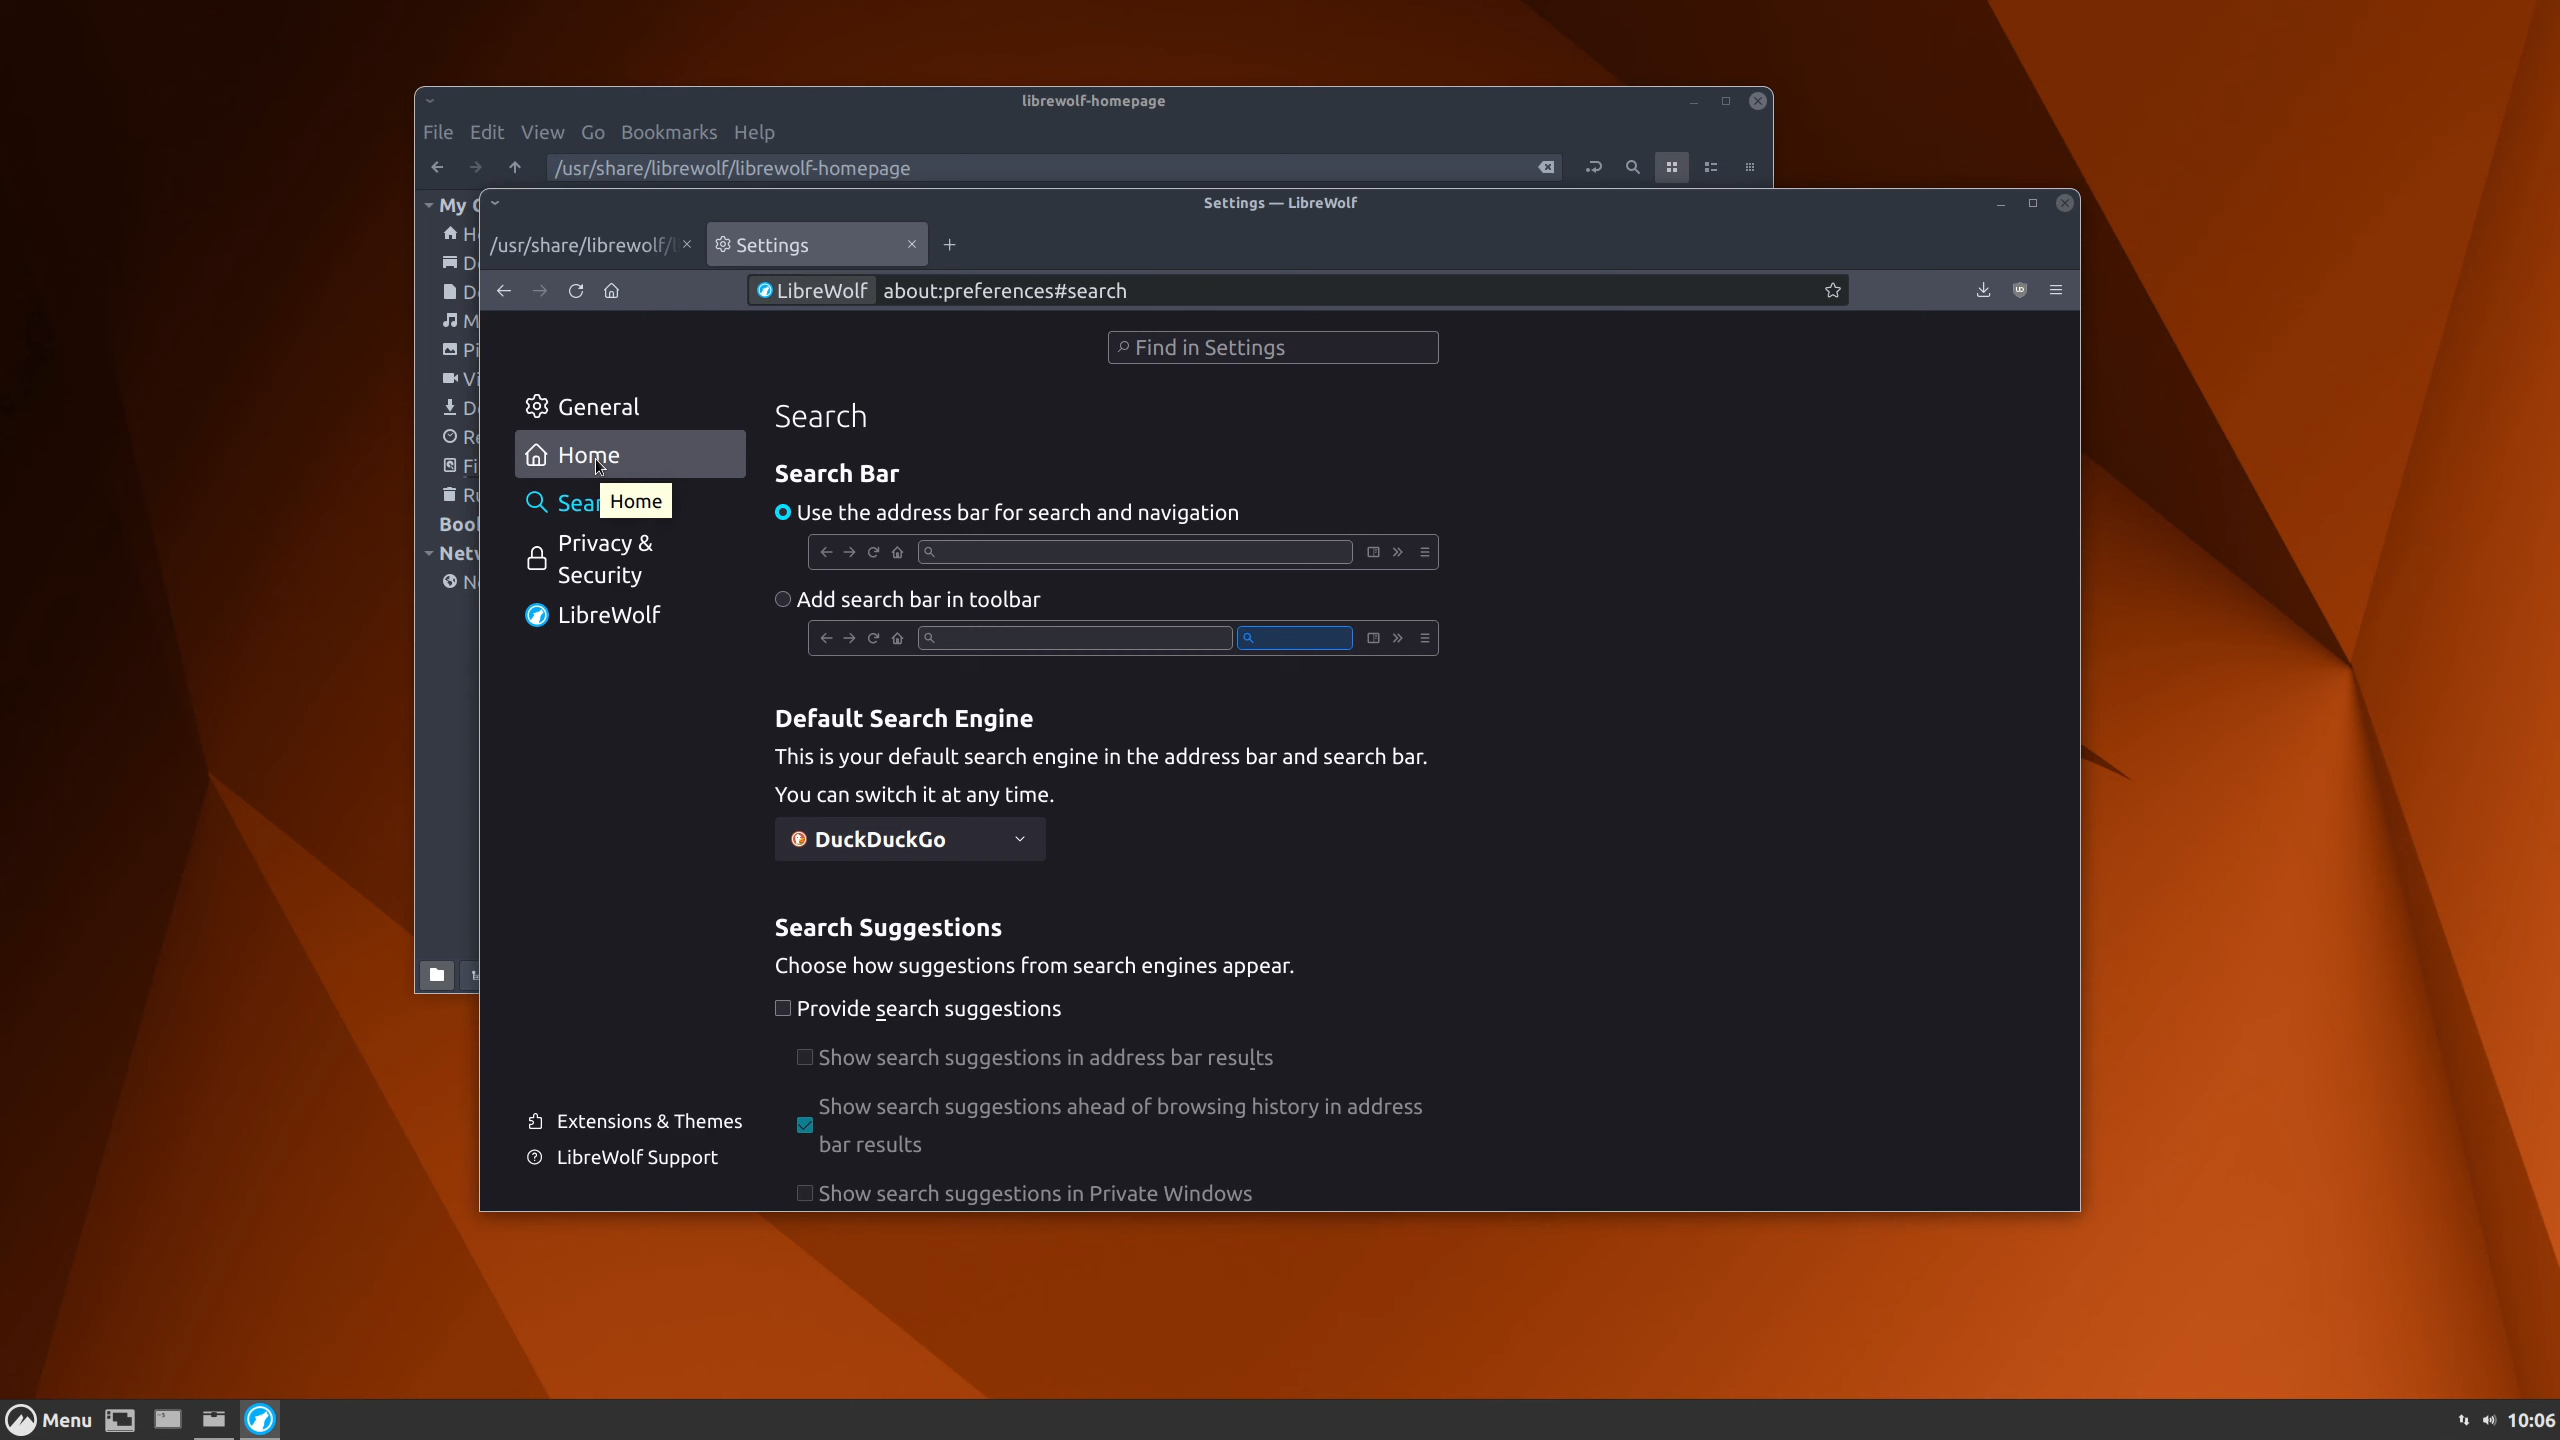 librewolf-homepage
File Edit View Go Bookmarks Help
/usr/share/librewolf/librewolf-homepage
My
Settings — LibreWolf
/usr/share/librewolf/
Settings
LibreWolf about:preferences#search
Find in Settings
General
Home
Home
Privacy &
Security
LibreWolf
Extensions & Themes
LibreWolf Support
Search
Search Bar
Use the address bar for search and navigation
Add search bar in toolbar
Default Search Engine
This is your default search engine in the address bar and search bar.
You can switch it at any time.
DuckDuckGo
Search Suggestions
Choose how suggestions from search engines appear.
Provide search suggestions
Show search suggestions in address bar results
Show search suggestions ahead of browsing history in address
bar results
Show search suggestions in Private Windows
Menu
10:06